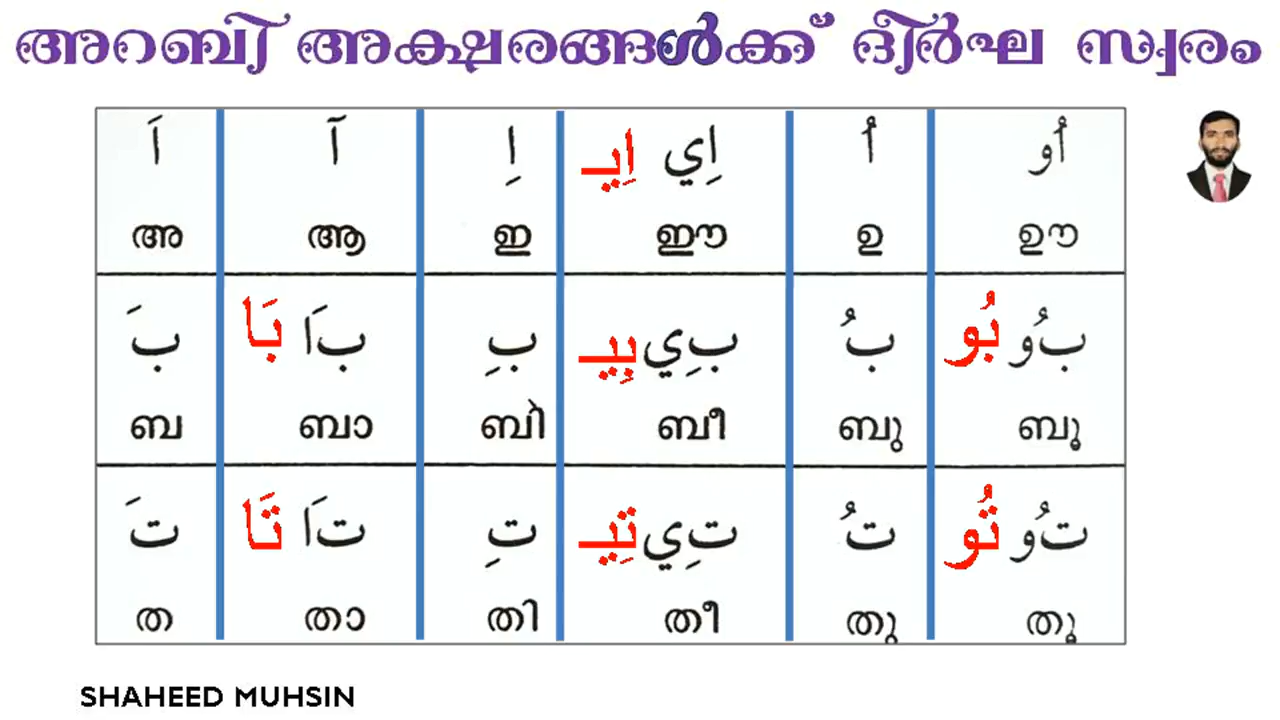 അറബി അക്ഷരങ്ങൾക്ക് ദീർഘ സ്വരം
اَ آ اِ اِي اِيـ اُ اُو
അ ആ ഇ ഈ ഉ ഊ
بَ بَا بَا بِ بِي بِيـ بُ بُو بُو
ബ ബാ ബി ബീ ബു ബൂ
تَ تَا تَا تِ تِي تِيـ تُ تُو تُو
ത താ തി തീ തു തൂ
SHAHEED MUHSIN